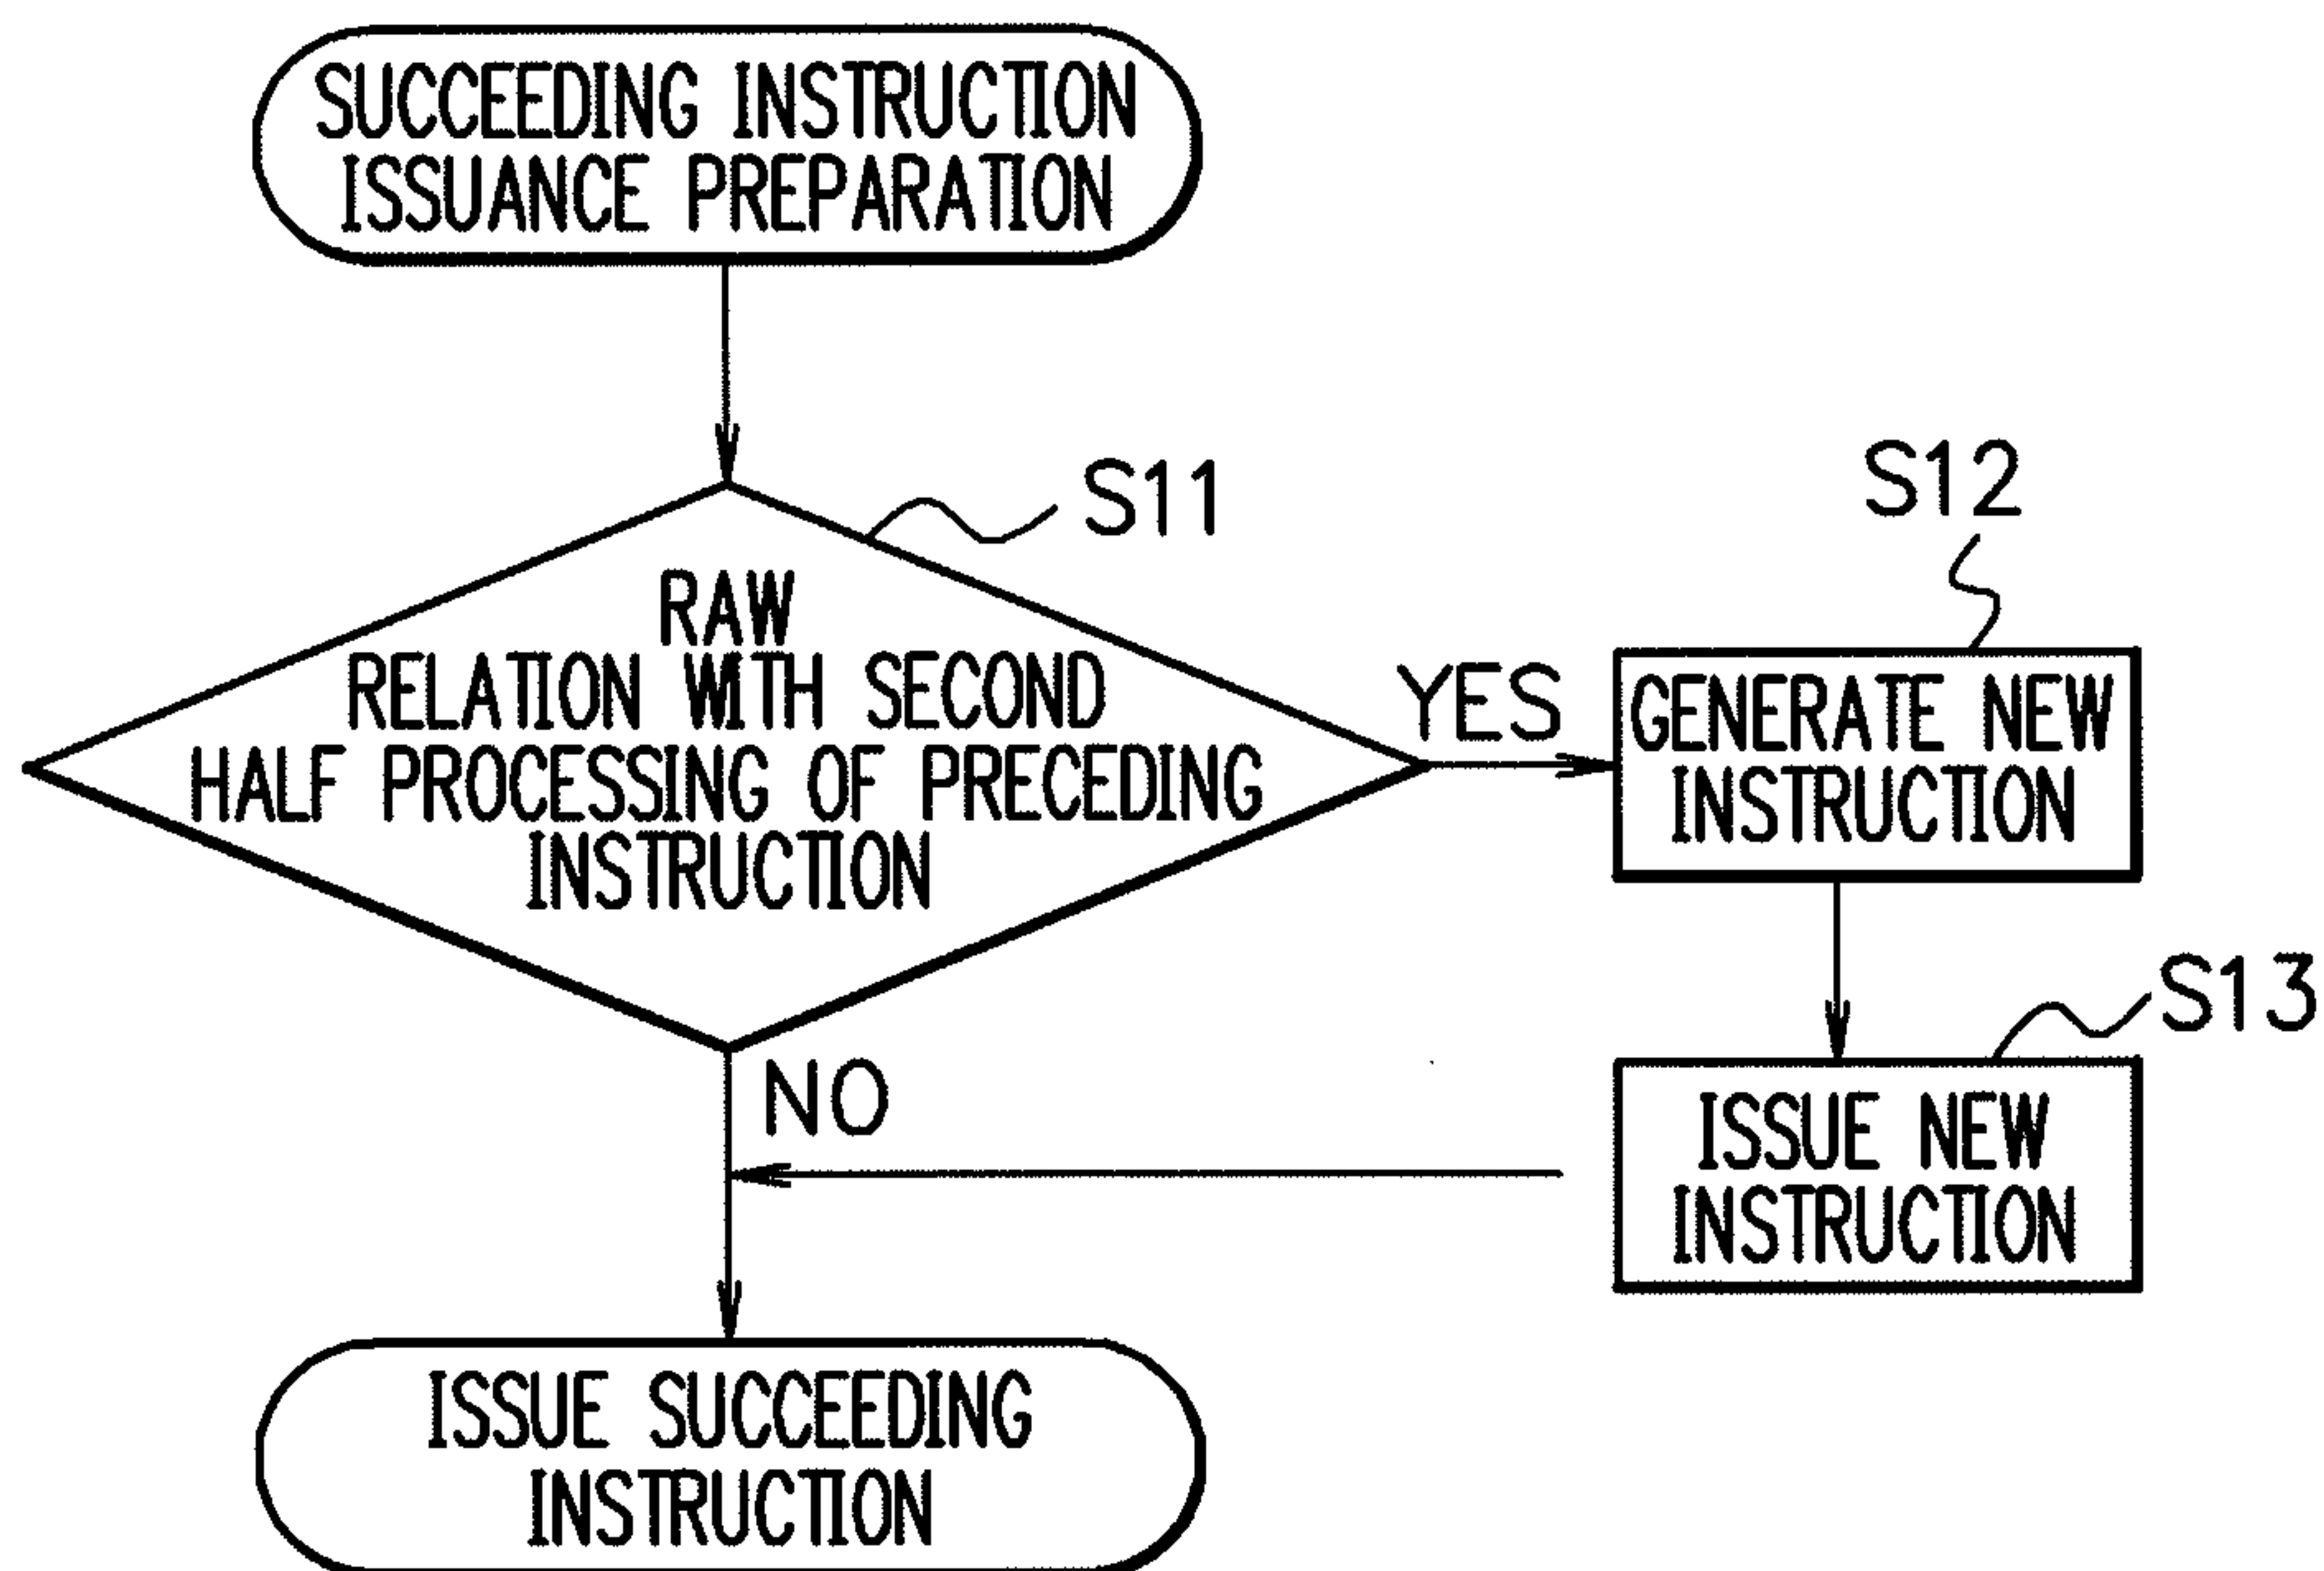 SUCCEEDING INSTRUCTION
ISSUANCE PREPARATION
S11
RAW
RELATION WITH SECOND
HALF PROCESSING OF PRECEDING
INSTRUCTION
YES
S12
GENERATE NEW
INSTRUCTION
S13
ISSUE NEW
INSTRUCTION
NO
ISSUE SUCCEEDING
INSTRUCTION